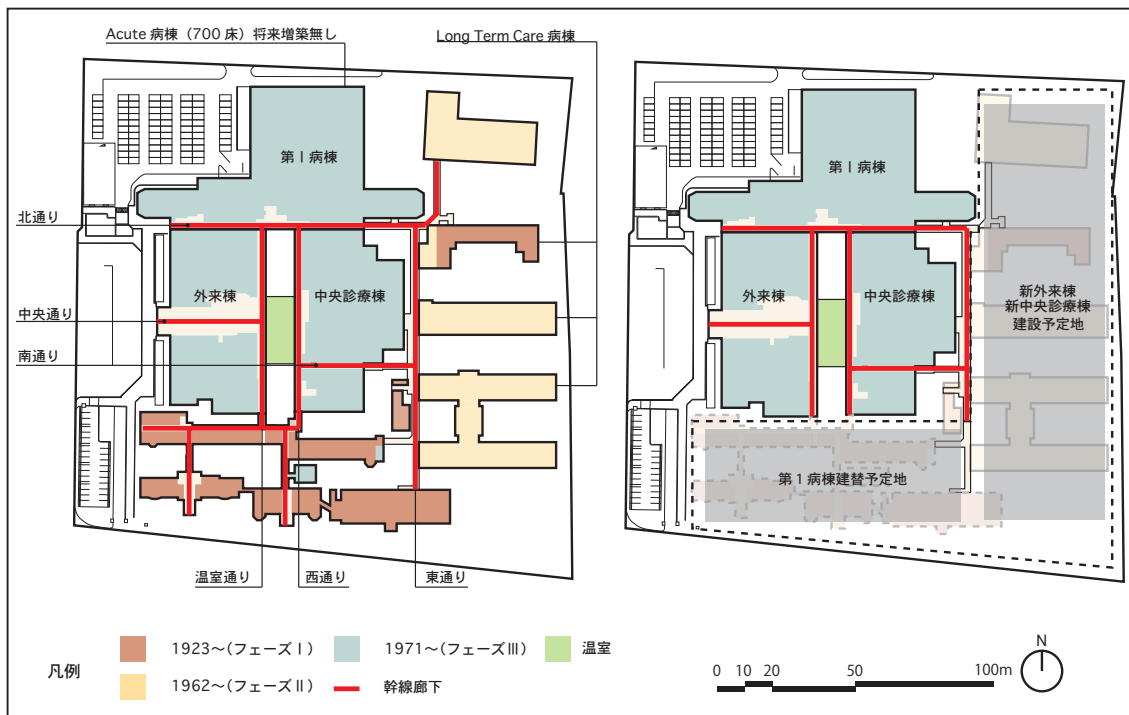 Acute 病棟（700 床）将来増築無し
Long Term Care 病棟
第Ⅰ病棟
北通り
外来棟
中央診療棟
中央通り
南通り
温室通り
西通り
東通り
第Ⅰ病棟
外来棟
中央診療棟
新外来棟
新中央診療棟
建設予定地
第1病棟建替予定地
凡例
1923〜(フェーズⅠ)
1971〜(フェーズⅢ)
温室
1962〜(フェーズⅡ)
幹線廊下
0 10 20 50 100m
N